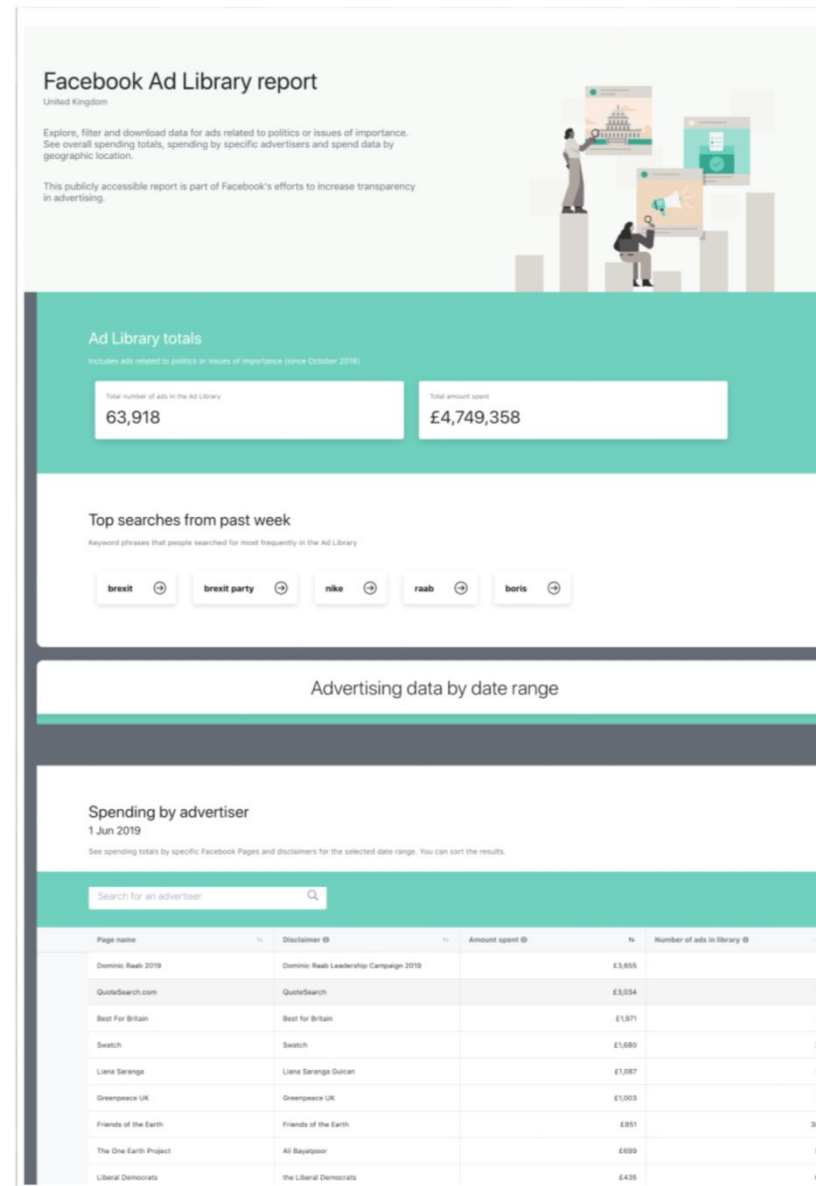 Facebook Ad Library report
United Kingdom
Explore, filter and download data for ads related to politics or issues of importance.
See overall spending totals, spending by specific advertisers and spend data by
geographic location.
This publicly accessible report is part of Facebook's efforts to increase transparency
in advertising.
Ad Library totals
Includes ads related to politics or issues of importance (since October 2018)
Total number of ads in the Ad Library
63,918
Total amount spent
£4,749,358
Top searches from past week
Keyword phrases that people searched for most frequently in the Ad Library
brexit brexit party nike raab boris
Advertising data by date range
Spending by advertiser
1 Jun 2019
See spending totals by specific Facebook Pages and disclaimers for the selected date range. You can sort the results.
Search for an advertiser
Page name Disclaimer Amount spent Number of ads in library
Dominic Raab 2019 Dominic Raab Leadership Campaign 2019 £3,655
QuoteSearch.com QuoteSearch £3,034
Best For Britain Best for Britain £1,971
Swatch Swatch £1,680
Liana Saranga Liana Saranga Gulcan £1,087
Greenpeace UK Greenpeace UK £1,003
Friends of the Earth Friends of the Earth £851
The One Earth Project Ali Bayatpoor £699
Liberal Democrats the Liberal Democrats £435